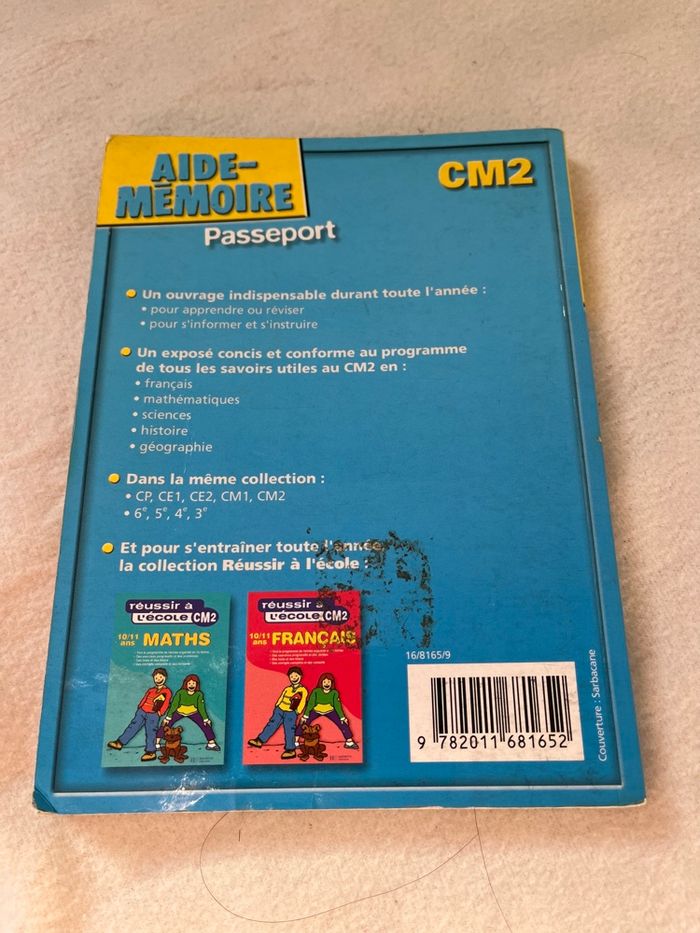 AIDE-
MÉMOIRE
Passeport
CM2
Un ouvrage indispensable durant toute l'année :
• pour apprendre ou réviser
• pour s'informer et s'instruire
Un exposé concis et conforme au programme
de tous les savoirs utiles au CM2 en :
• français
• mathématiques
• sciences
• histoire
• géographie
Dans la même collection :
• CP, CE1, CE2, CM1, CM2
• 6e, 5e, 4e, 3e
Et pour s'entraîner toute l'année,
la collection Réussir à l'école :
réussir à
L'ÉCOLE CM2
10/11
ans MATHS
réussir à
L'ÉCOLE CM2
10/11
ans FRANÇAIS
16/8165/9
9 782011 681652
Couverture : Sarbacane